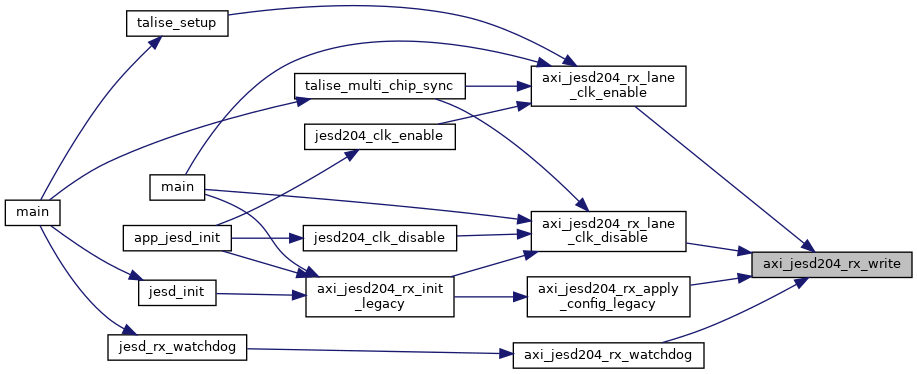 talise_setup
axi_jesd204_rx_lane
_clk_enable
talise_multi_chip_sync
jesd204_clk_enable
main
main
app_jesd_init
jesd204_clk_disable
axi_jesd204_rx_lane
_clk_disable
axi_jesd204_rx_write
jesd_init
axi_jesd204_rx_init
_legacy
axi_jesd204_rx_apply
_config_legacy
jesd_rx_watchdog
axi_jesd204_rx_watchdog